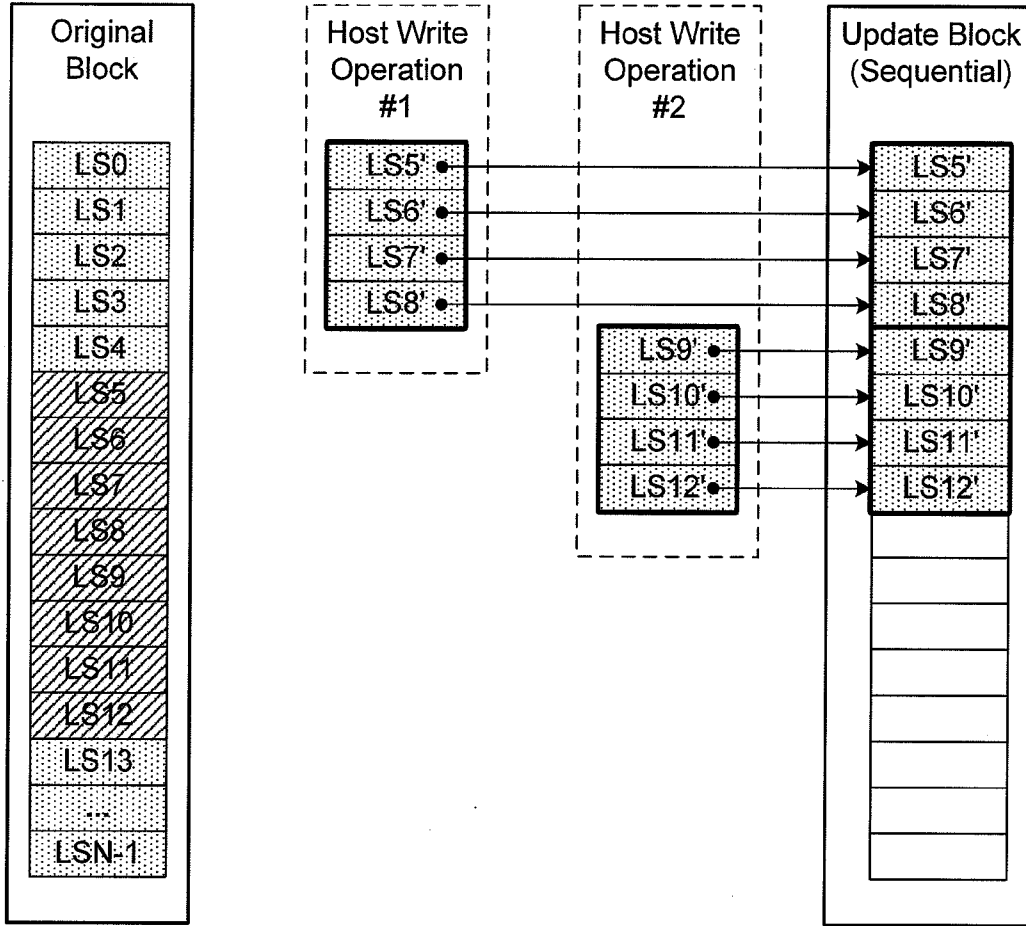 Original
Block
LS0
LS1
LS2
LS3
LS4
LS5
LS6
LS7
LS8
LS9
LS10
LS11
LS12
LS13
...
LSN-1
Host Write
Operation
#1
LS5'
LS6'
LS7'
LS8'
Host Write
Operation
#2
LS9'
LS10'
LS11'
LS12'
Update Block
(Sequential)
LS5'
LS6'
LS7'
LS8'
LS9'
LS10'
LS11'
LS12'